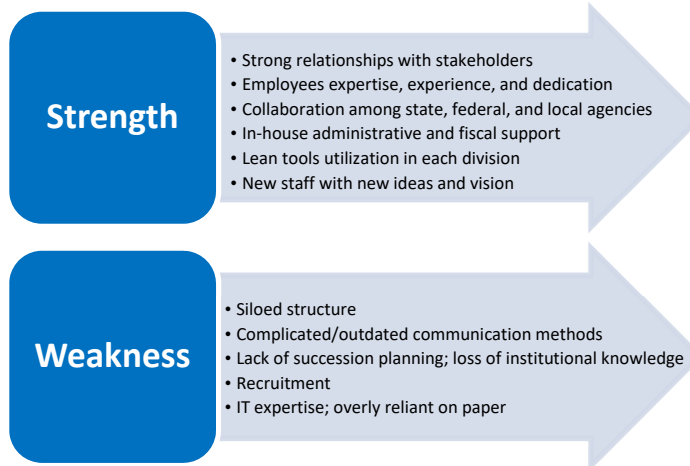 Strength
• Strong relationships with stakeholders
• Employees expertise, experience, and dedication
• Collaboration among state, federal, and local agencies
• In-house administrative and fiscal support
• Lean tools utilization in each division
• New staff with new ideas and vision
Weakness
• Siloed structure
• Complicated/outdated communication methods
• Lack of succession planning; loss of institutional knowledge
• Recruitment
• IT expertise; overly reliant on paper